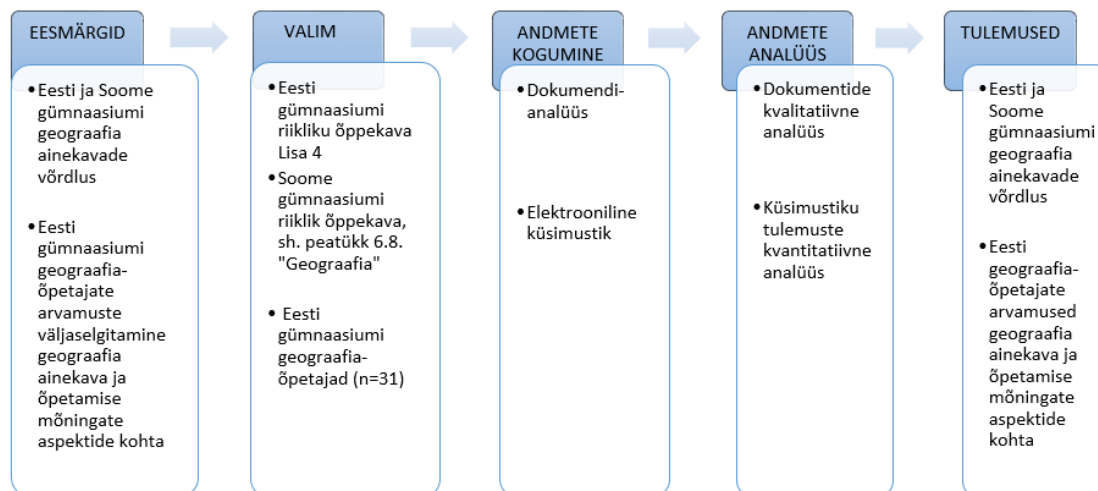 EESMÄRGID
•Eesti ja Soome
gümnaasiumi
geograafia
ainekavade
võrdlus
•Eesti
gümnaasiumi
geograafia-
õpetajate
arvamuste
väljaselgitamine
geograafia
ainekava ja
õpetamise
mõningate
aspektide kohta
VALIM
•Eesti
gümnaasiumi
riikliku õppekava
Lisa 4
•Soome
gümnaasiumi
riiklik õppekava,
sh. peatükk 6.8.
"Geograafia"
• Eesti
gümnaasiumi
geograafia-
õpetajad (n=31)
ANDMETE
KOGUMINE
•Dokumendi-
analüüs
•Elektrooniline
küsimustik
ANDMETE
ANALÜÜS
•Dokumentide
kvalitatiivne
analüüs
•Küsimustiku
tulemuste
kvantitatiivne
analüüs
TULEMUSED
•Eesti ja
Soome
gümnaasiumi
geograafia
ainekavade
võrdlus
•Eesti
geograafia-
õpetajate
arvamused
geograafia
ainekava ja
õpetamise
mõningate
aspektide
kohta